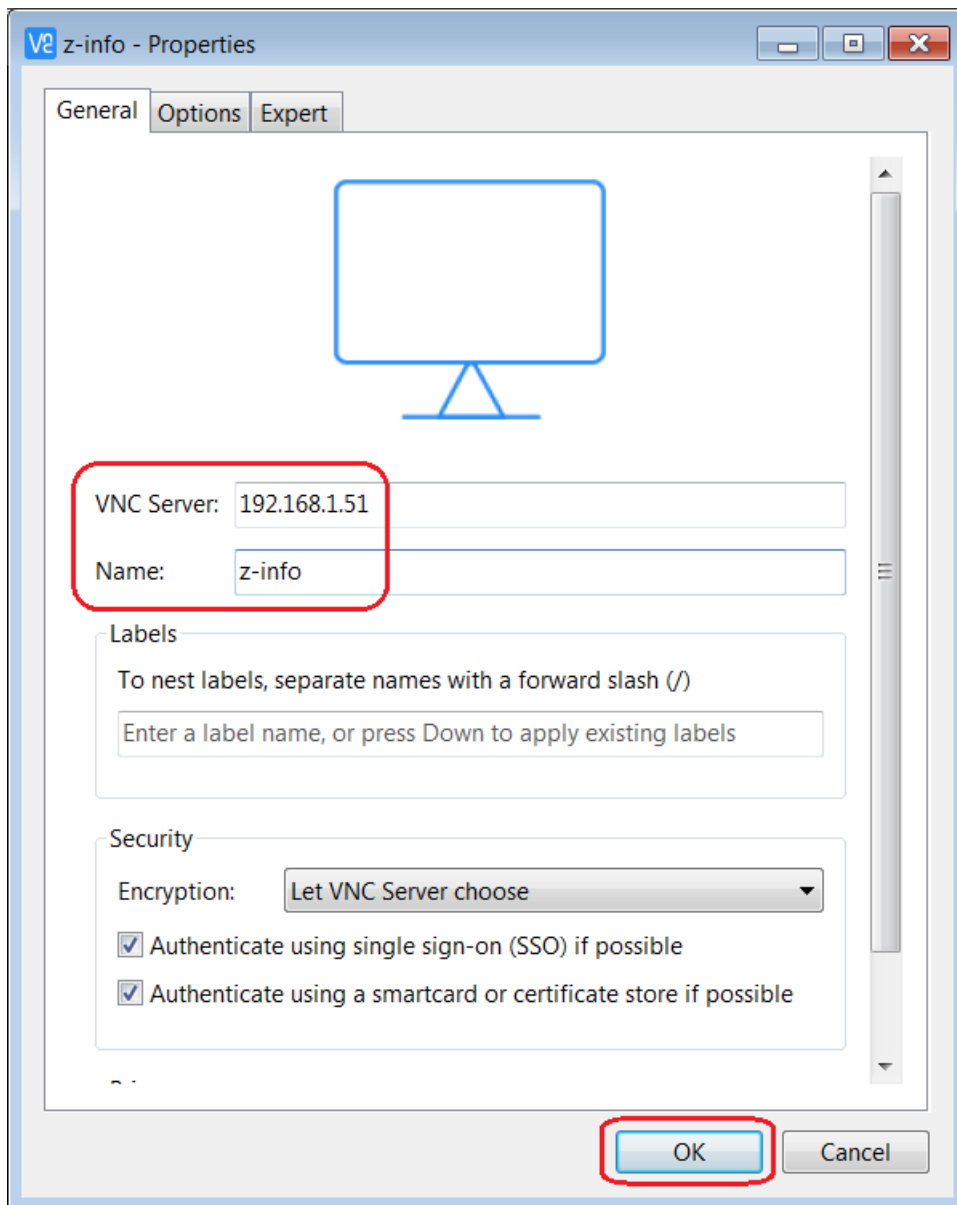 V2 z-info - Properties
General Options Expert
VNC Server: 192.168.1.51
Name: z-info
Labels
To nest labels, separate names with a forward slash (/)
Enter a label name, or press Down to apply existing labels
Security
Encryption: Let VNC Server choose
Authenticate using single sign-on (SSO) if possible
Authenticate using a smartcard or certificate store if possible
OK Cancel